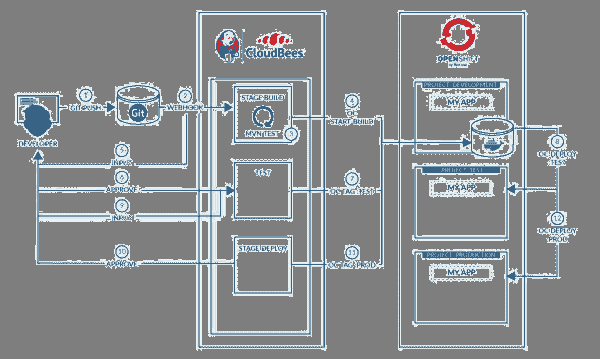 CloudBees
OPENSHIFT
PROJECT DEVELOPMENT
1
2
STAGE BUILD
4
MY APP
GIT PUSH
Git
WEBHOOK
OC
START BUILD
DEVELOPER
MVN TEST
3
5
INPUT
8
OC DEPLOY
TEST
TEST
PROJECT TEST
6
APPROVE
7
OC TAG TEST
MY APP
9
INPUT
12
OC DEPLOY
PROD
10
APPROVE
STAGE DEPLOY
11
OC TAG PROD
PROJECT PRODUCTION
MY APP